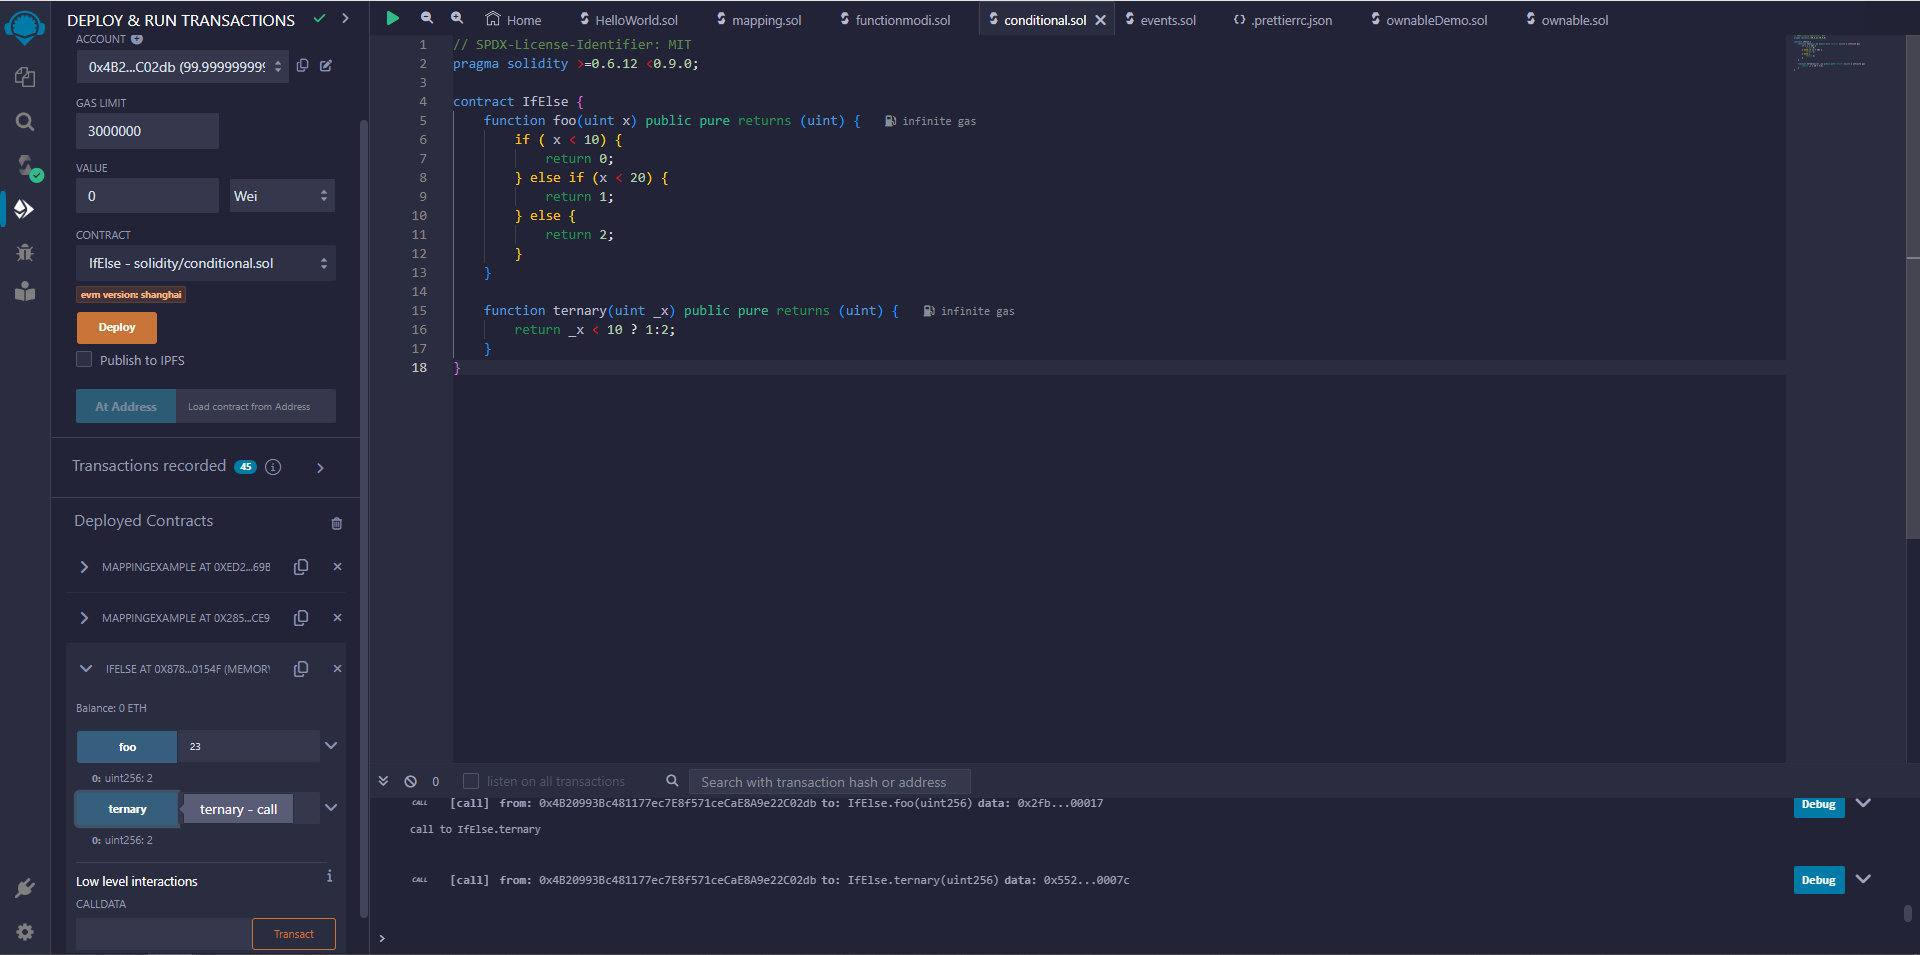 DEPLOY & RUN TRANSACTIONS
ACCOUNT
0x4B2...C02db (99.9999999999
GAS LIMIT
3000000
VALUE
0
Wei
CONTRACT
IfElse - solidity/conditional.sol
evm version: shanghai
Deploy
Publish to IPFS
At Address
Load contract from Address
Transactions recorded 45
Deployed Contracts
MAPPINGEXAMPLE AT 0XED2...69B
MAPPINGEXAMPLE AT 0X285...CE9
IFELSE AT 0X878...0154F (MEMORY
Balance: 0 ETH
foo
23
0: uint256: 2
ternary
ternary - call
0: uint256: 2
Low level interactions
CALLDATA
Transact
Home
HelloWorld.sol
mapping.sol
functionmodi.sol
conditional.sol
events.sol
.prettierrc.json
ownableDemo.sol
ownable.sol
1 // SPDX-License-Identifier: MIT
2 pragma solidity >=0.6.12 <0.9.0;
3
4 contract IfElse {
5 function foo(uint x) public pure returns (uint) { infinite gas
6 if ( x < 10) {
7 return 0;
8 } else if (x < 20) {
9 return 1;
10 } else {
11 return 2;
12 }
13 }
14
15 function ternary(uint _x) public pure returns (uint) { infinite gas
16 return _x < 10 ? 1:2;
17 }
18 }
0
listen on all transactions
Search with transaction hash or address
CALL [call] from: 0x4B20993Bc481177ec7E8f571ceCaE8A9e22C02db to: IfElse.foo(uint256) data: 0x2fb...00017
Debug
call to IfElse.ternary
CALL [call] from: 0x4B20993Bc481177ec7E8f571ceCaE8A9e22C02db to: IfElse.ternary(uint256) data: 0x552...0007c
Debug
>